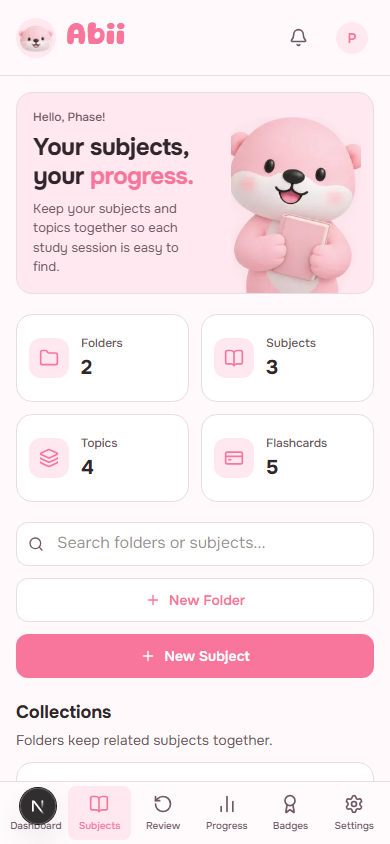 Abii
P
Hello, Phase!
Your subjects,
your progress.
Keep your subjects and
topics together so each
study session is easy to
find.
Folders
2
Subjects
3
Topics
4
Flashcards
5
Search folders or subjects...
+ New Folder
+ New Subject
Collections
Folders keep related subjects together.
N
Dashboard
Subjects
Review
Progress
Badges
Settings